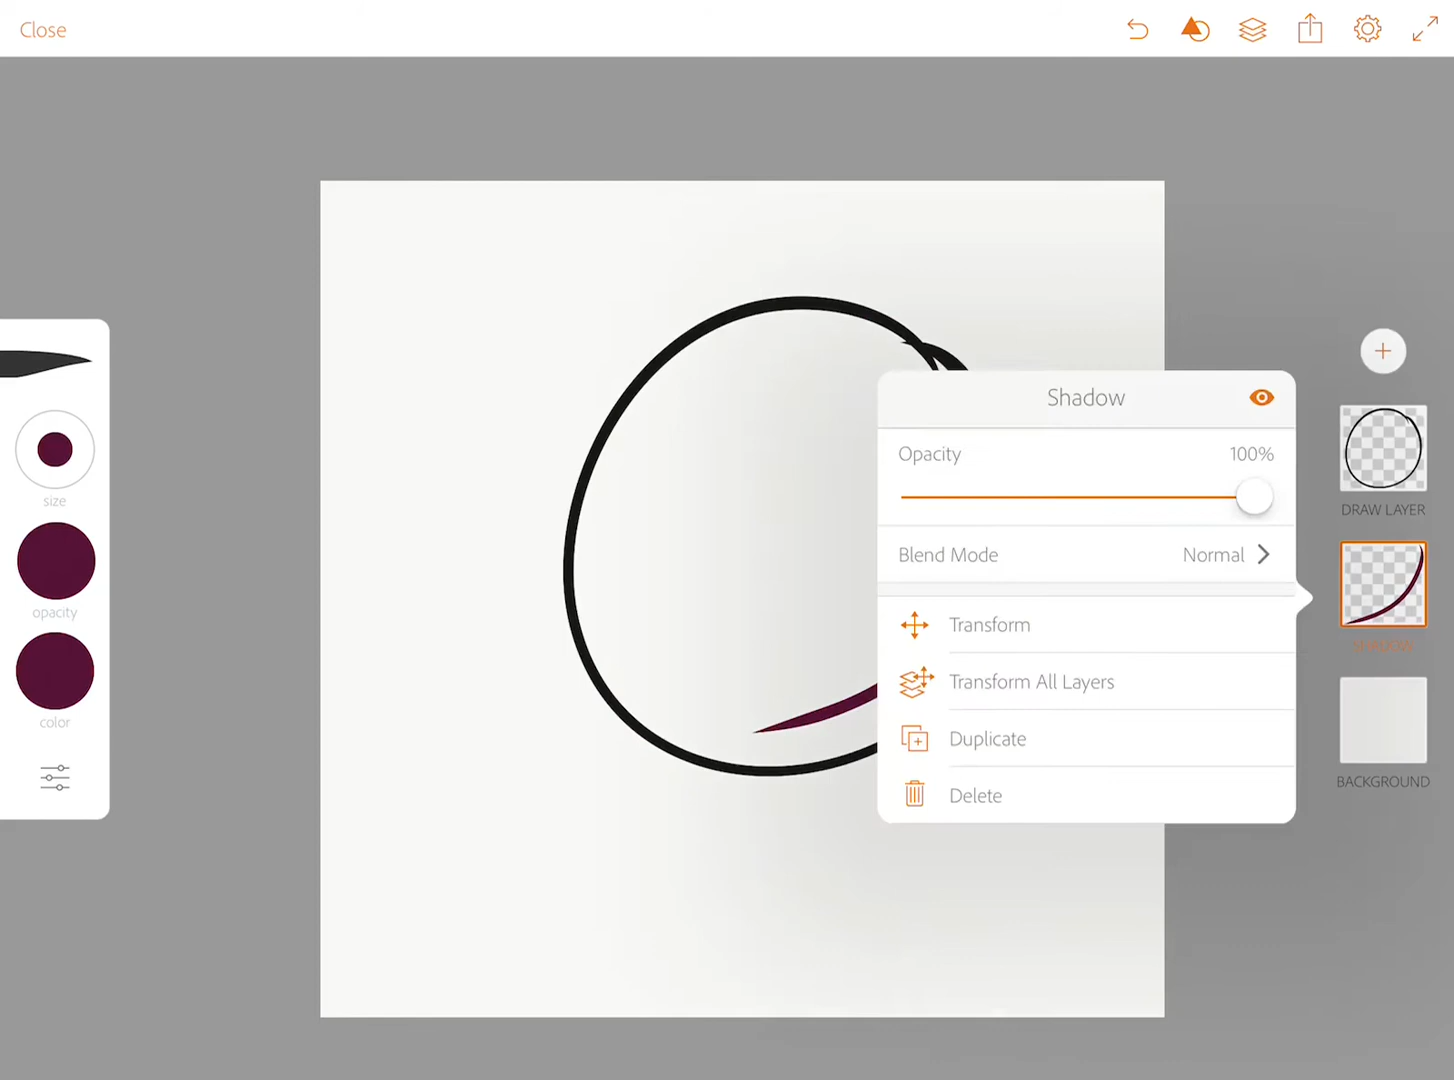 Close
size
opacity
color
Shadow
Opacity 100%
Blend Mode Normal
Transform
Transform All Layers
Duplicate
Delete
DRAW LAYER
SHADOW
BACKGROUND